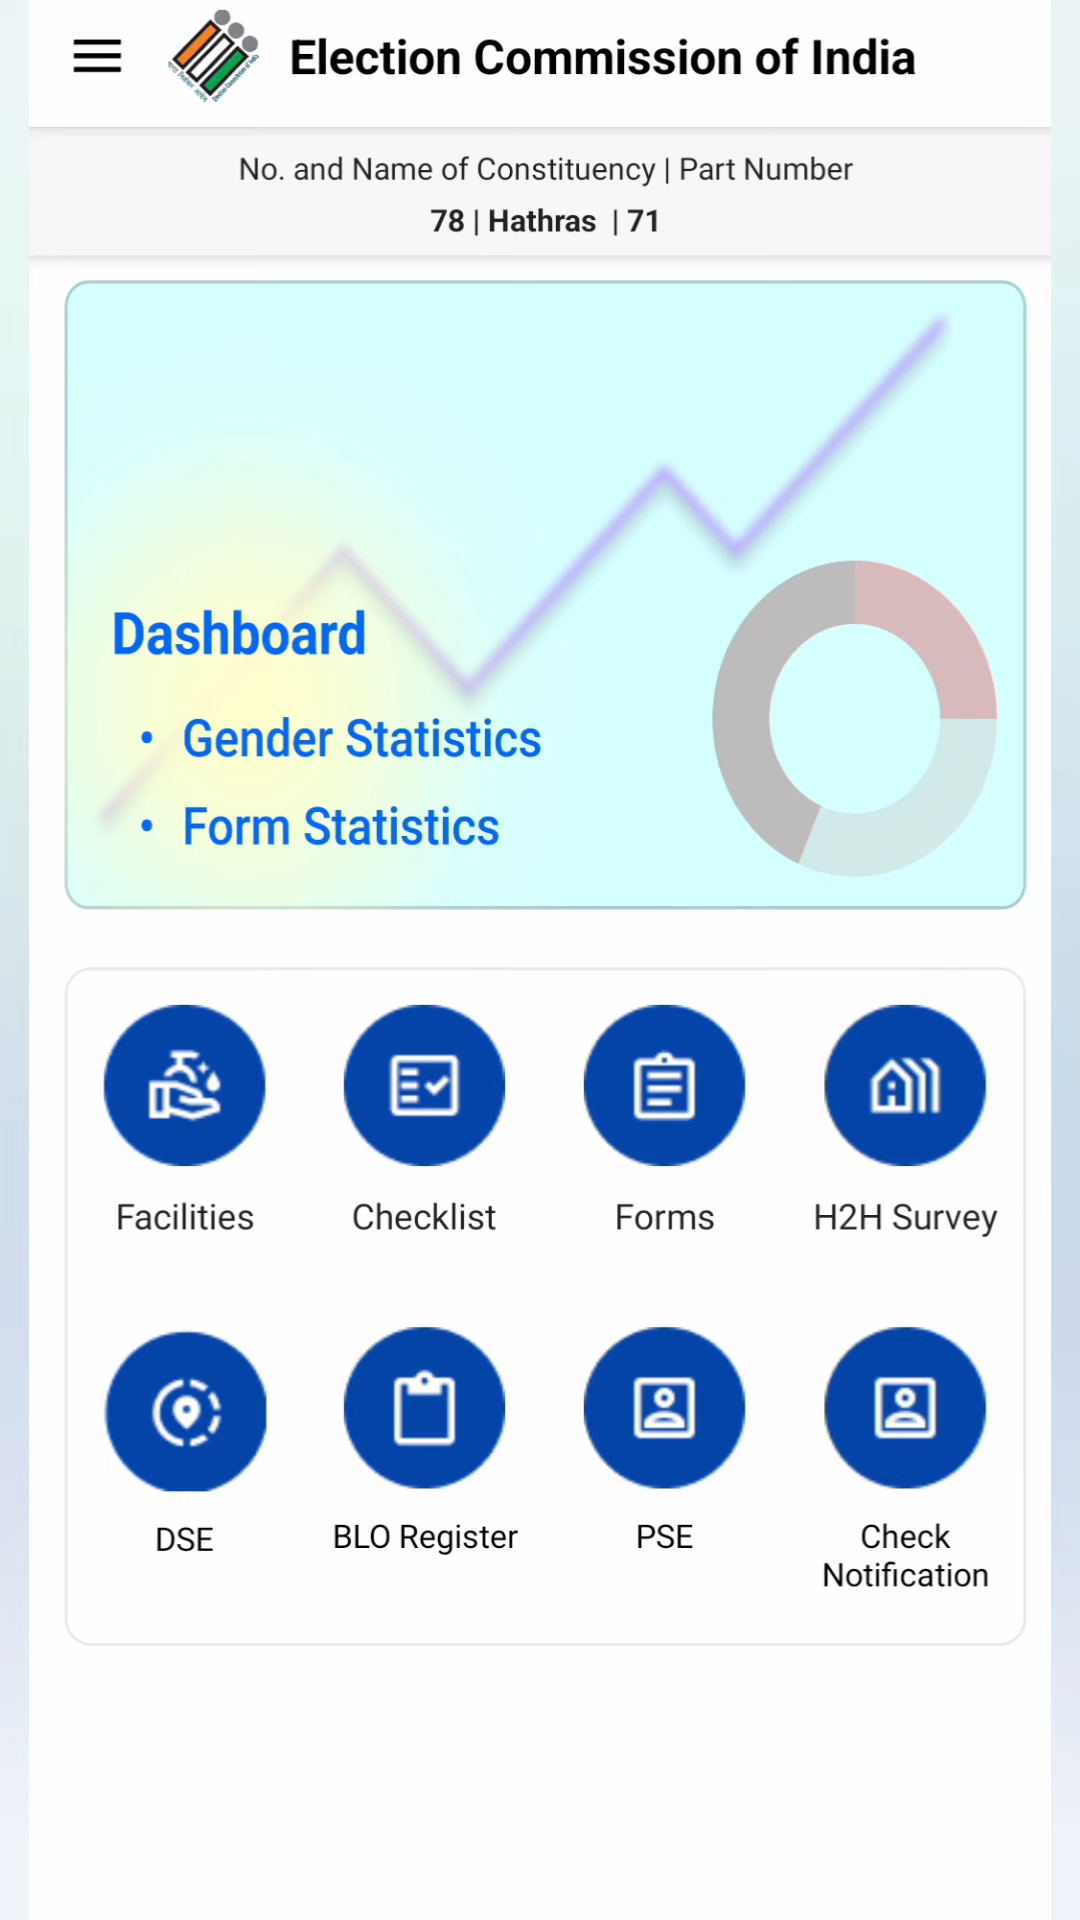 Election Commission of India
No. and Name of Constituency | Part Number
78 | Hathras | 71
Dashboard
• Gender Statistics
• Form Statistics
Facilities
Checklist
Forms
H2H Survey
DSE
BLO Register
PSE
Check
Notification